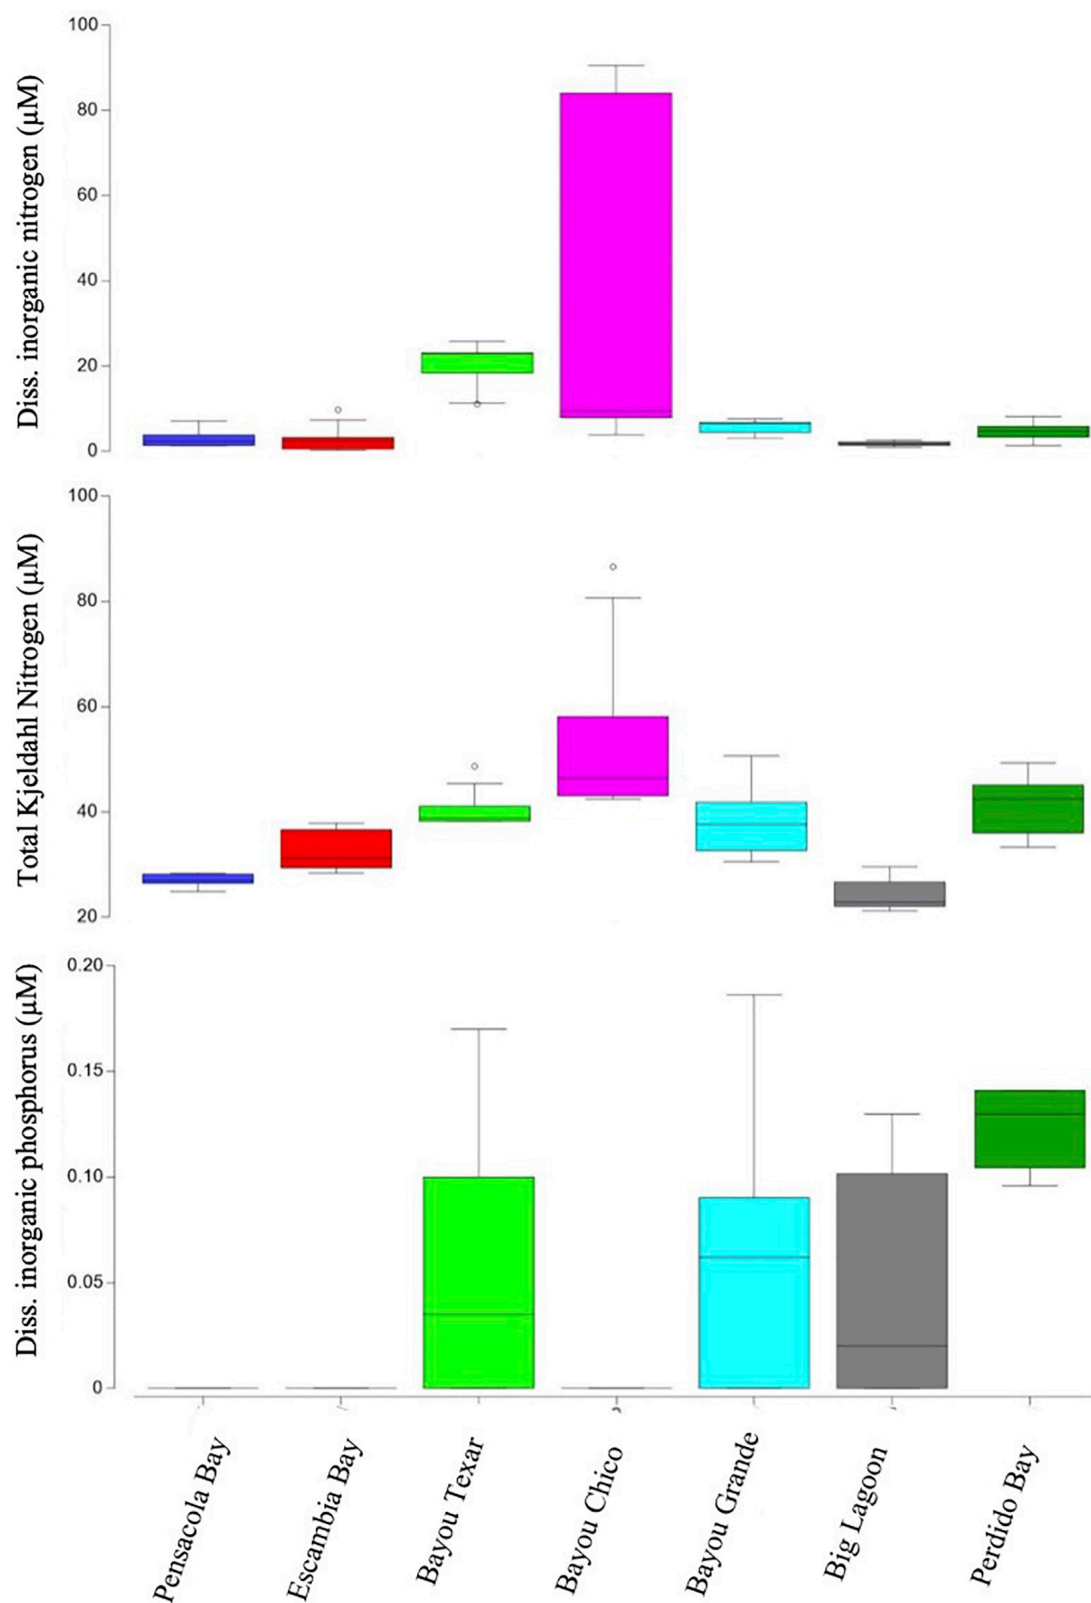 Diss. inorganic nitrogen (μM)
100
80
60
40
20
0
Total Kjeldahl Nitrogen (μM)
100
80
60
40
20
Diss. inorganic phosphorus (μM)
0.20
0.15
0.10
0.05
0
Pensacola Bay
Escambia Bay
Bayou Texar
Bayou Chico
Bayou Grande
Big Lagoon
Perdido Bay